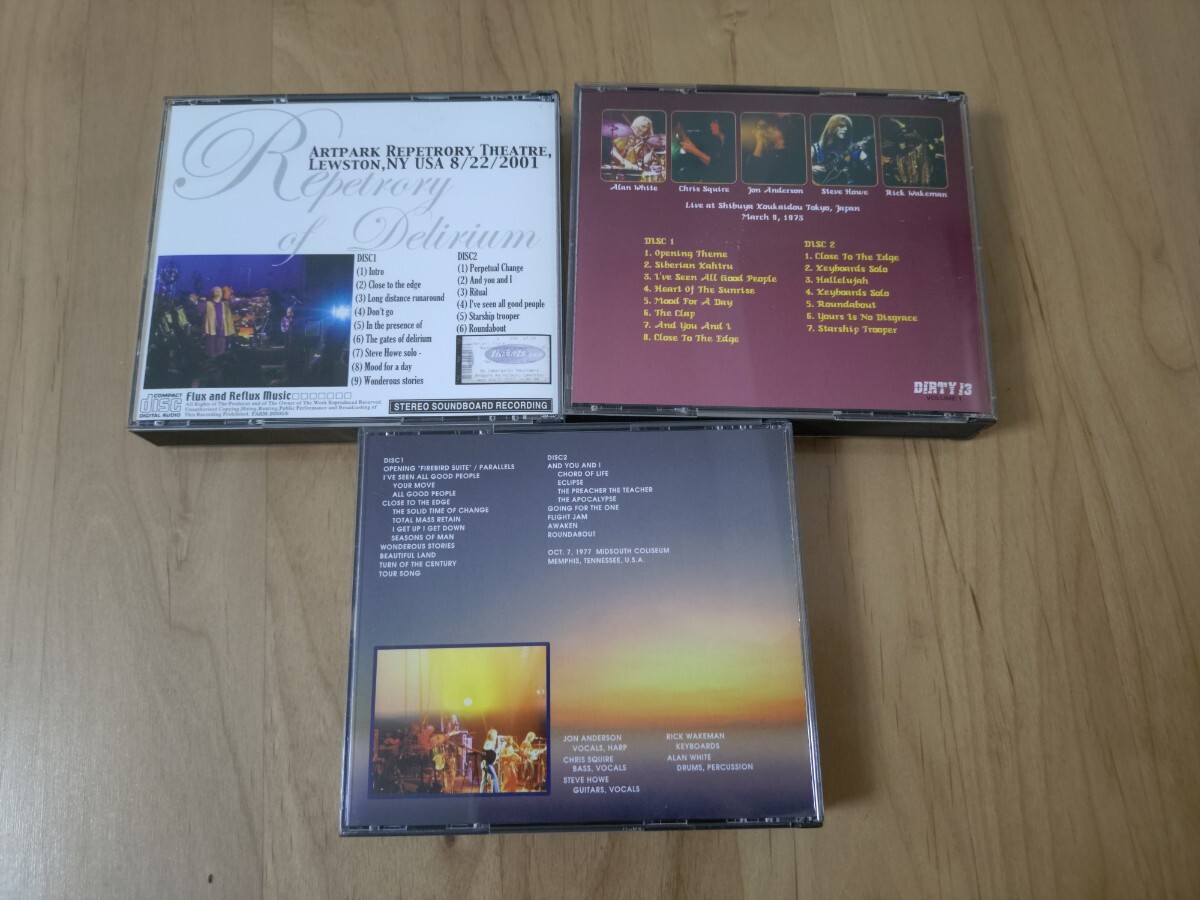 Repetrory
of Delirium
ARTPARK REPETRORY THEATRE,
LEWSTON,NY USA 8/22/2001
DISC1
(1) Intro
(2) Close to the edge
(3) Long distance runaround
(4) Don't go
(5) In the presence of
(6) The gates of delirium
(7) Steve Howe solo -
(8) Mood for a day
(9) Wonderous stories
DISC2
(1) Perpetual Change
(2) And you and I
(3) Ritual
(4) I've seen all good people
(5) Starship trooper
(6) Roundabout
COMPACT
disc
DIGITAL AUDIO
Flux and Reflux Music
STEREO SOUNDBOARD RECORDING
Alan White
Chris Squire
Jon Anderson
Steve Howe
Rick Wakeman
Live at Shibuya Koukaidou Tokyo, Japan
March 9, 1973
DISC 1
1. Opening Theme
2. Siberian Kahtru
3. I've Seen All Good People
4. Heart Of The Sunrise
5. Mood For A Day
6. The Clap
7. And You And I
8. Close To The Edge
DISC 2
1. Close To The Edge
2. Keyboards Solo
3. Hallelujah
4. Keyboards Solo
5. Roundabout
6. Yours Is No Disgrace
7. Starship Trooper
DIRTY 13
VOLUME 1
DISC1
OPENING "FIREBIRD SUITE" / PARALLELS
I'VE SEEN ALL GOOD PEOPLE
YOUR MOVE
ALL GOOD PEOPLE
CLOSE TO THE EDGE
THE SOLID TIME OF CHANGE
TOTAL MASS RETAIN
I GET UP I GET DOWN
SEASONS OF MAN
WONDEROUS STORIES
BEAUTIFUL LAND
TURN OF THE CENTURY
TOUR SONG
DISC2
AND YOU AND I
CHORD OF LIFE
ECLIPSE
THE PREACHER THE TEACHER
THE APOCALYPSE
GOING FOR THE ONE
FLIGHT JAM
AWAKEN
ROUNDABOUT
OCT. 7, 1977 MIDSOUTH COLISEUM
MEMPHIS, TENNESSEE, U.S.A.
JON ANDERSON
VOCALS, HARP
CHRIS SQUIRE
BASS, VOCALS
STEVE HOWE
GUITARS, VOCALS
RICK WAKEMAN
KEYBOARDS
ALAN WHITE
DRUMS, PERCUSSION